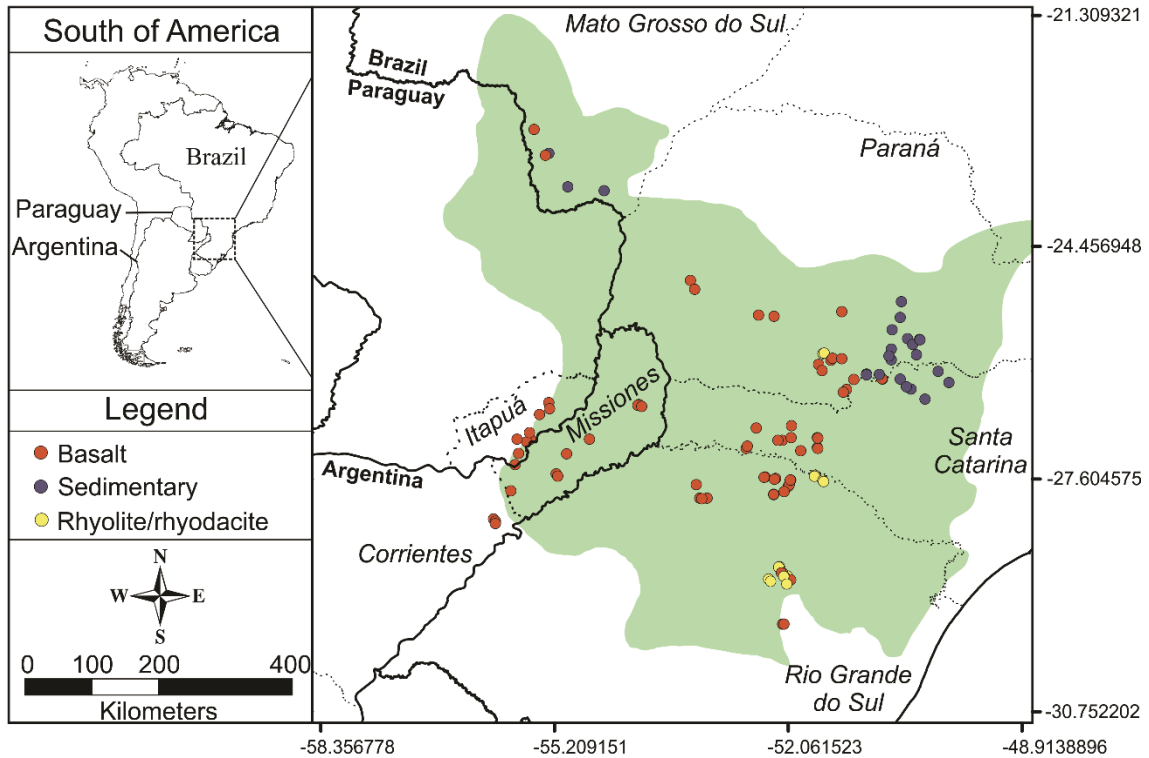 South of America
Brazil
Paraguay
Argentina
Legend
Basalt
Sedimentary
Rhyolite/rhyodacite
N
W E
S
0 100 200 400
Kilometers
Mato Grosso do Sul
Brazil
Paraguay
Paraná
Itapuá
Missiones
Argentina
Santa
Catarina
Corrientes
Rio Grande
do Sul
-21.309321
-24.456948
-27.604575
-30.752202
-58.356778 -55.209151 -52.061523 -48.9138896